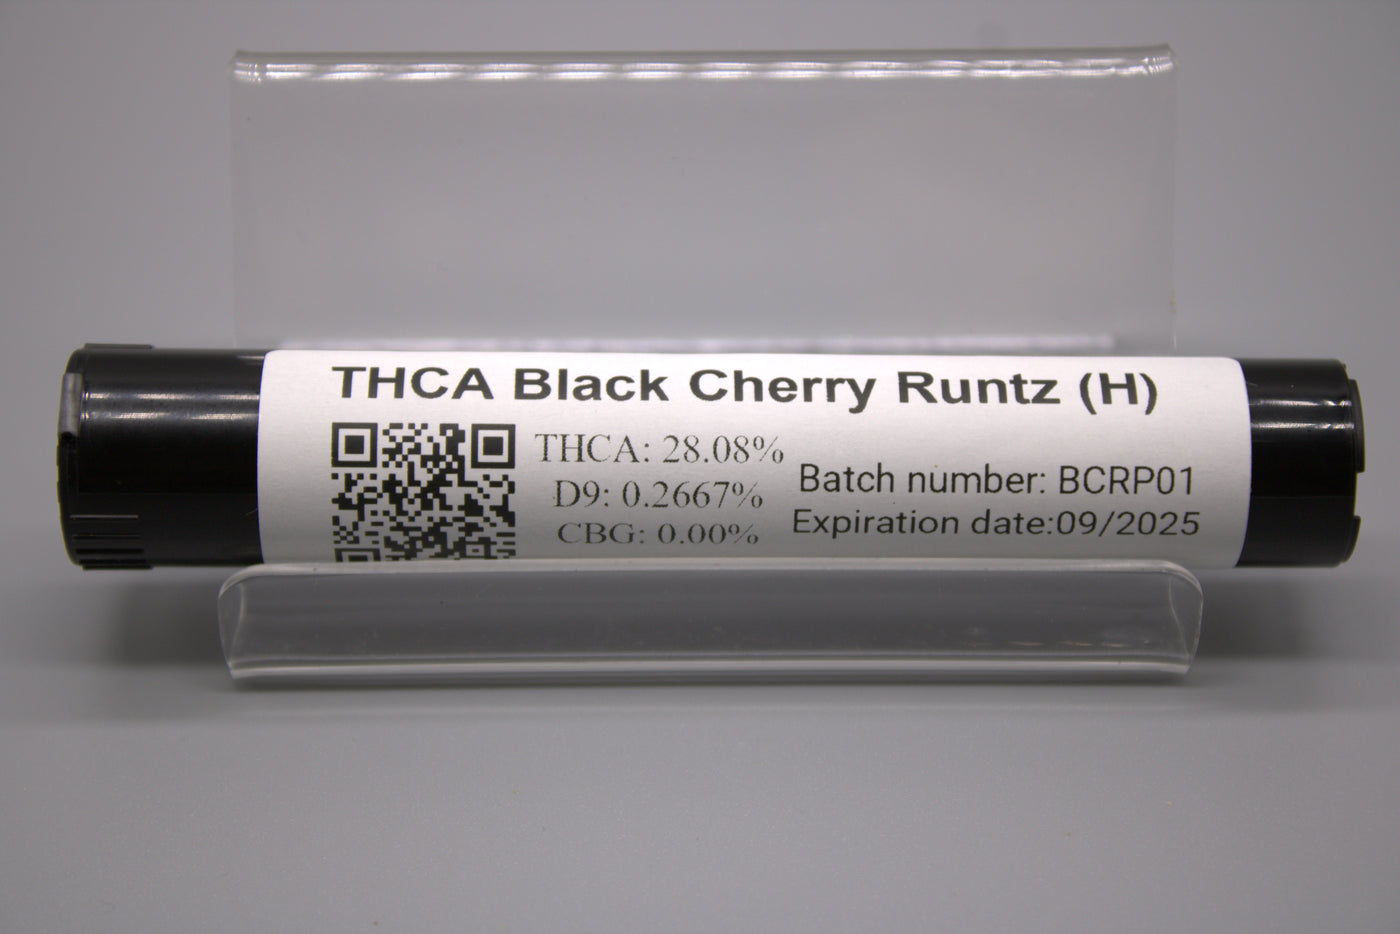 THCA Black Cherry Runtz (H)
THCA: 28.08%
D9: 0.2667%
CBG: 0.00%
Batch number: BCRP01
Expiration date:09/2025